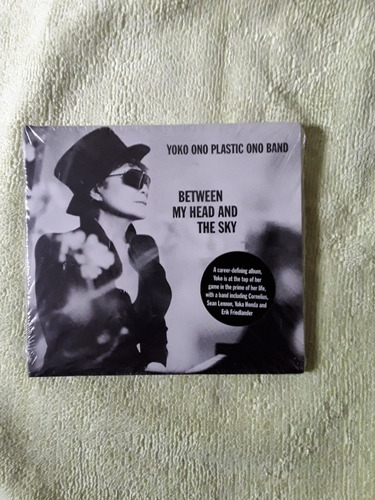 YOKO ONO PLASTIC ONO BAND
BETWEEN
MY HEAD AND
THE SKY
A career-defining album,
Yoko is at the top of her
game in the prime of her life,
with a band including Cornelius,
Sean Lennon, Yuka Honda and
Erik Friedlander